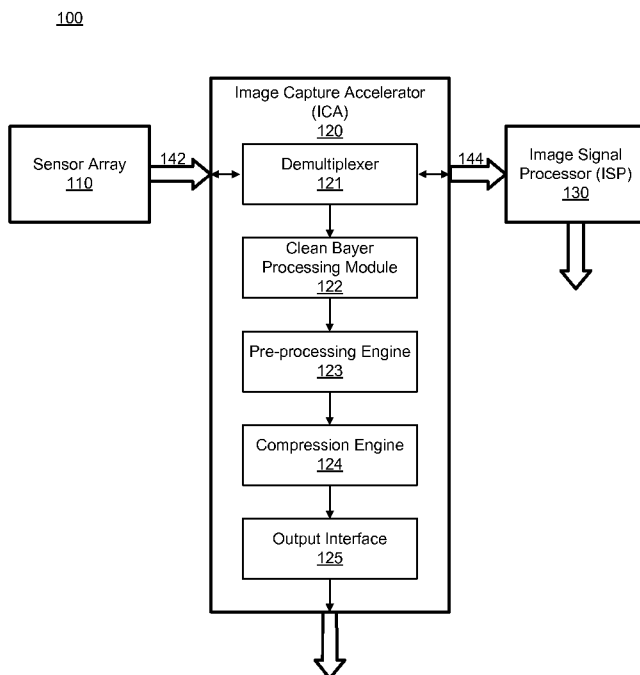 100
Image Capture Accelerator
(ICA)
120
Sensor Array
110
142
Demultiplexer
121
144
Image Signal
Processor (ISP)
130
Clean Bayer
Processing Module
122
Pre-processing Engine
123
Compression Engine
124
Output Interface
125